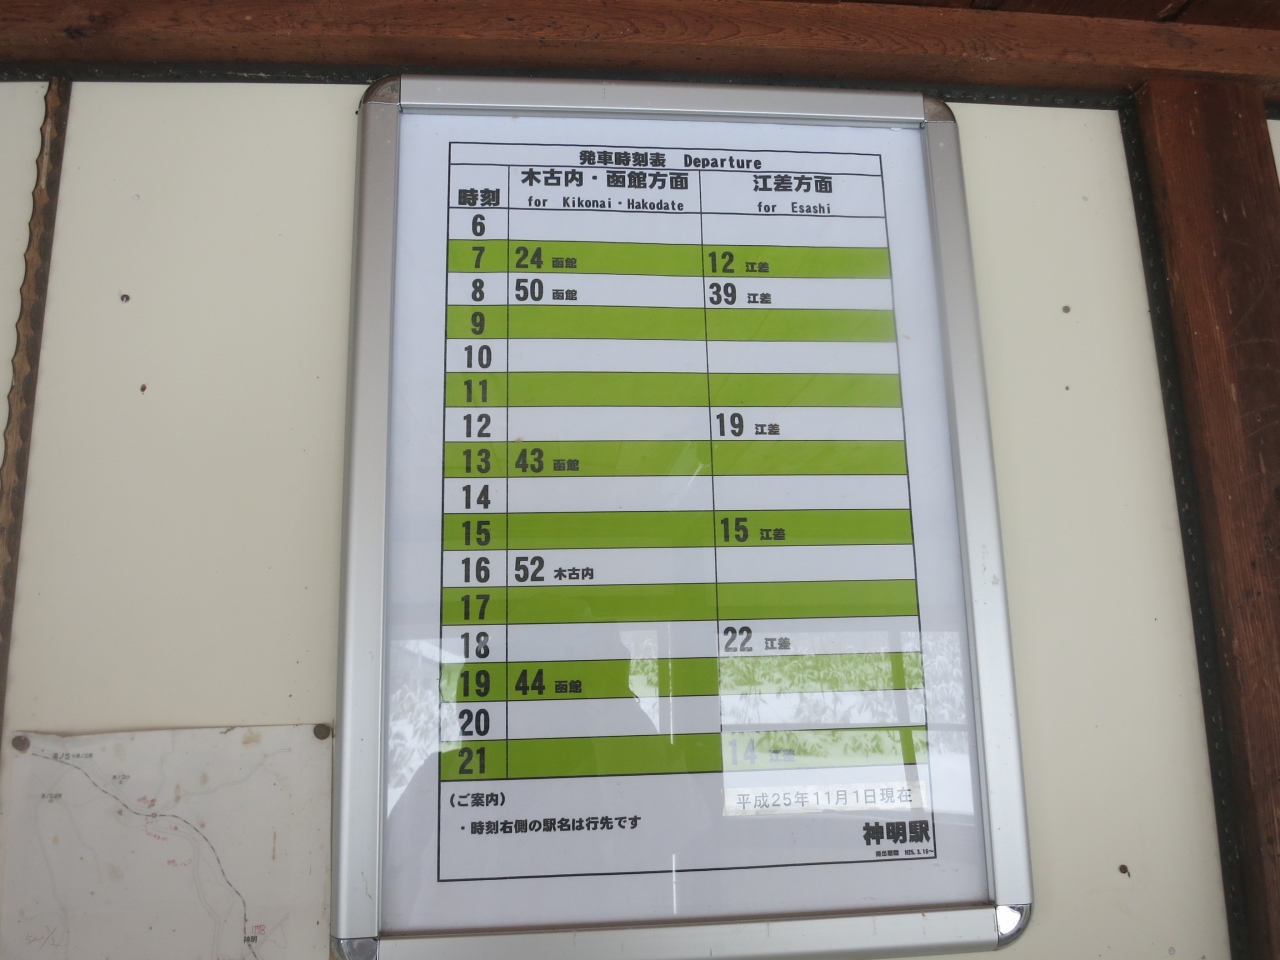 発車時刻表 Departure
時刻 木古内・函館方面 江差方面
for Kikonai・Hakodate for Esashi
6
7 24 函館 12 江差
8 50 函館 39 江差
9
10
11
12 19 江差
13 43 函館
14
15 15 江差
16 52 木古内
17
18 22 江差
19 44 函館
20
21 14 江差
(ご案内)
平成25年11月1日現在
・時刻右側の駅名は行先です
神明駅
神明